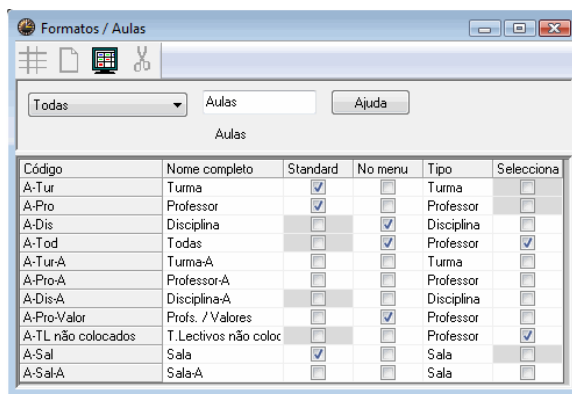 Formatos / Aulas
Todas Aulas Ajuda
Aulas
Código Nome completo Standard No menu Tipo Selecciona
A-Tur Turma Turma
A-Pro Professor Professor
A-Dis Disciplina Disciplina
A-Tod Todas Professor
A-Tur-A Turma-A Turma
A-Pro-A Professor-A Professor
A-Dis-A Disciplina-A Disciplina
A-Pro-Valor Profs. / Valores Professor
A-TL não colocados T.Lectivos não coloc Professor
A-Sal Sala Sala
A-Sal-A Sala-A Sala